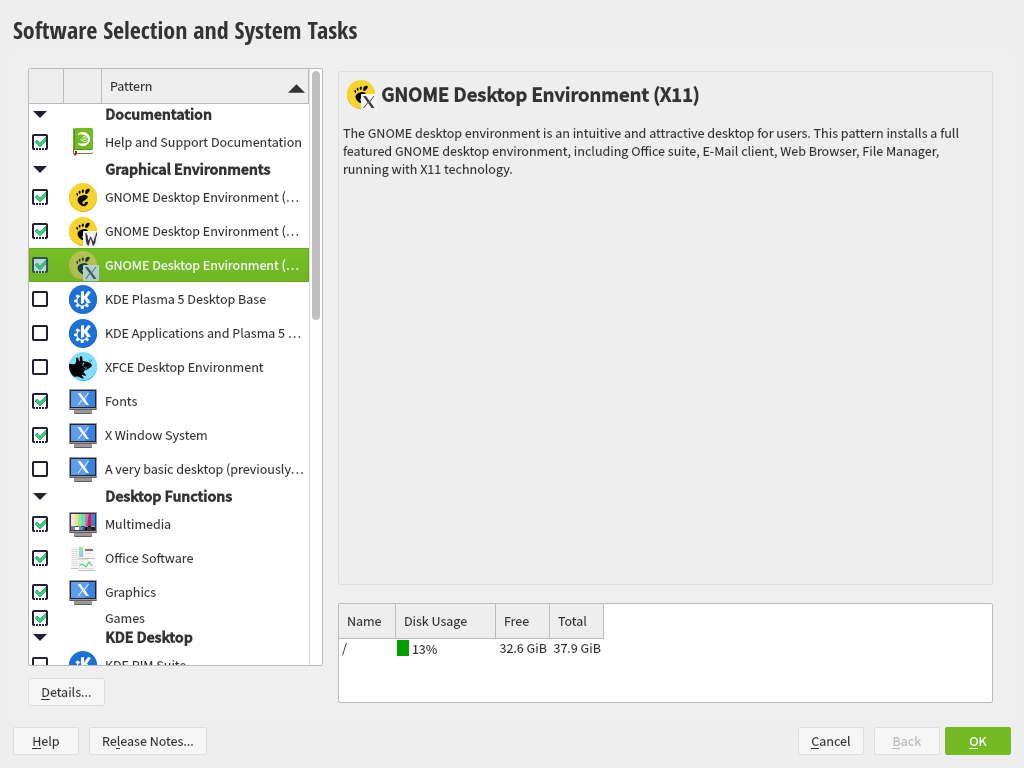 Software Selection and System Tasks
Pattern
Documentation
Help and Support Documentation
Graphical Environments
GNOME Desktop Environment (…
GNOME Desktop Environment (…
GNOME Desktop Environment (…
KDE Plasma 5 Desktop Base
KDE Applications and Plasma 5 …
XFCE Desktop Environment
Fonts
X Window System
A very basic desktop (previously…
Desktop Functions
Multimedia
Office Software
Graphics
Games
KDE Desktop
KDE PIM Suite
Details...
GNOME Desktop Environment (X11)
The GNOME desktop environment is an intuitive and attractive desktop for users. This pattern installs a full
featured GNOME desktop environment, including Office suite, E-Mail client, Web Browser, File Manager,
running with X11 technology.
Name Disk Usage Free Total
/ 13% 32.6 GiB 37.9 GiB
Help Release Notes... Cancel Back OK